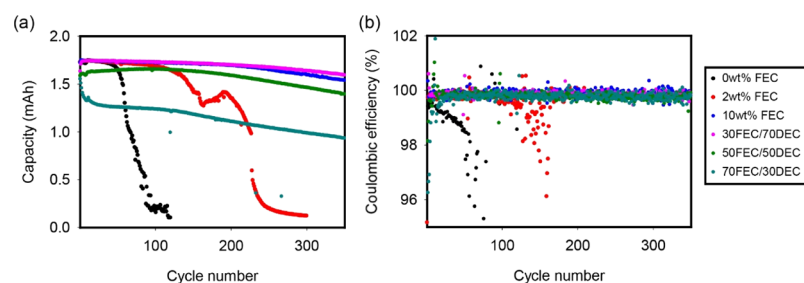 (a)
2.0
1.5
1.0
0.5
0.0
Capacity (mAh)
100
200
300
Cycle number
(b)
102
100
98
96
Coulombic efficiency (%)
100
200
300
Cycle number
0wt% FEC
2wt% FEC
10wt% FEC
30FEC/70DEC
50FEC/50DEC
70FEC/30DEC